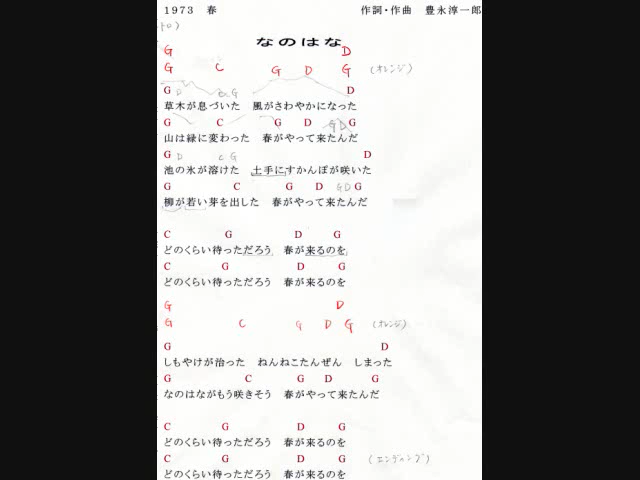 1973 春 作詞・作曲 豊永淳一郎
なのはな
G D
G C G D G (オレンジ)
G D C G D
草木が息づいた 風がさわやかになった
G C G D G D G
山は緑に変わった 春がやって来たんだ
G D C G D
池の氷が溶けた 土手にすかんぽが咲いた
G C G D G D G
柳が若い芽を出した 春がやって来たんだ
C G D G
どのくらい待っただろう 春が来るのを
C G D G
どのくらい待っただろう 春が来るのを
G D
G C G D G (オレンジ)
G D
しもやけが治った ねんねこたんぜん しまった
G C G D G
なのはながもう咲きそう 春がやって来たんだ
C G D G
どのくらい待っただろう 春が来るのを
C G D G (エンディング)
どのくらい待っただろう 春が来るのを